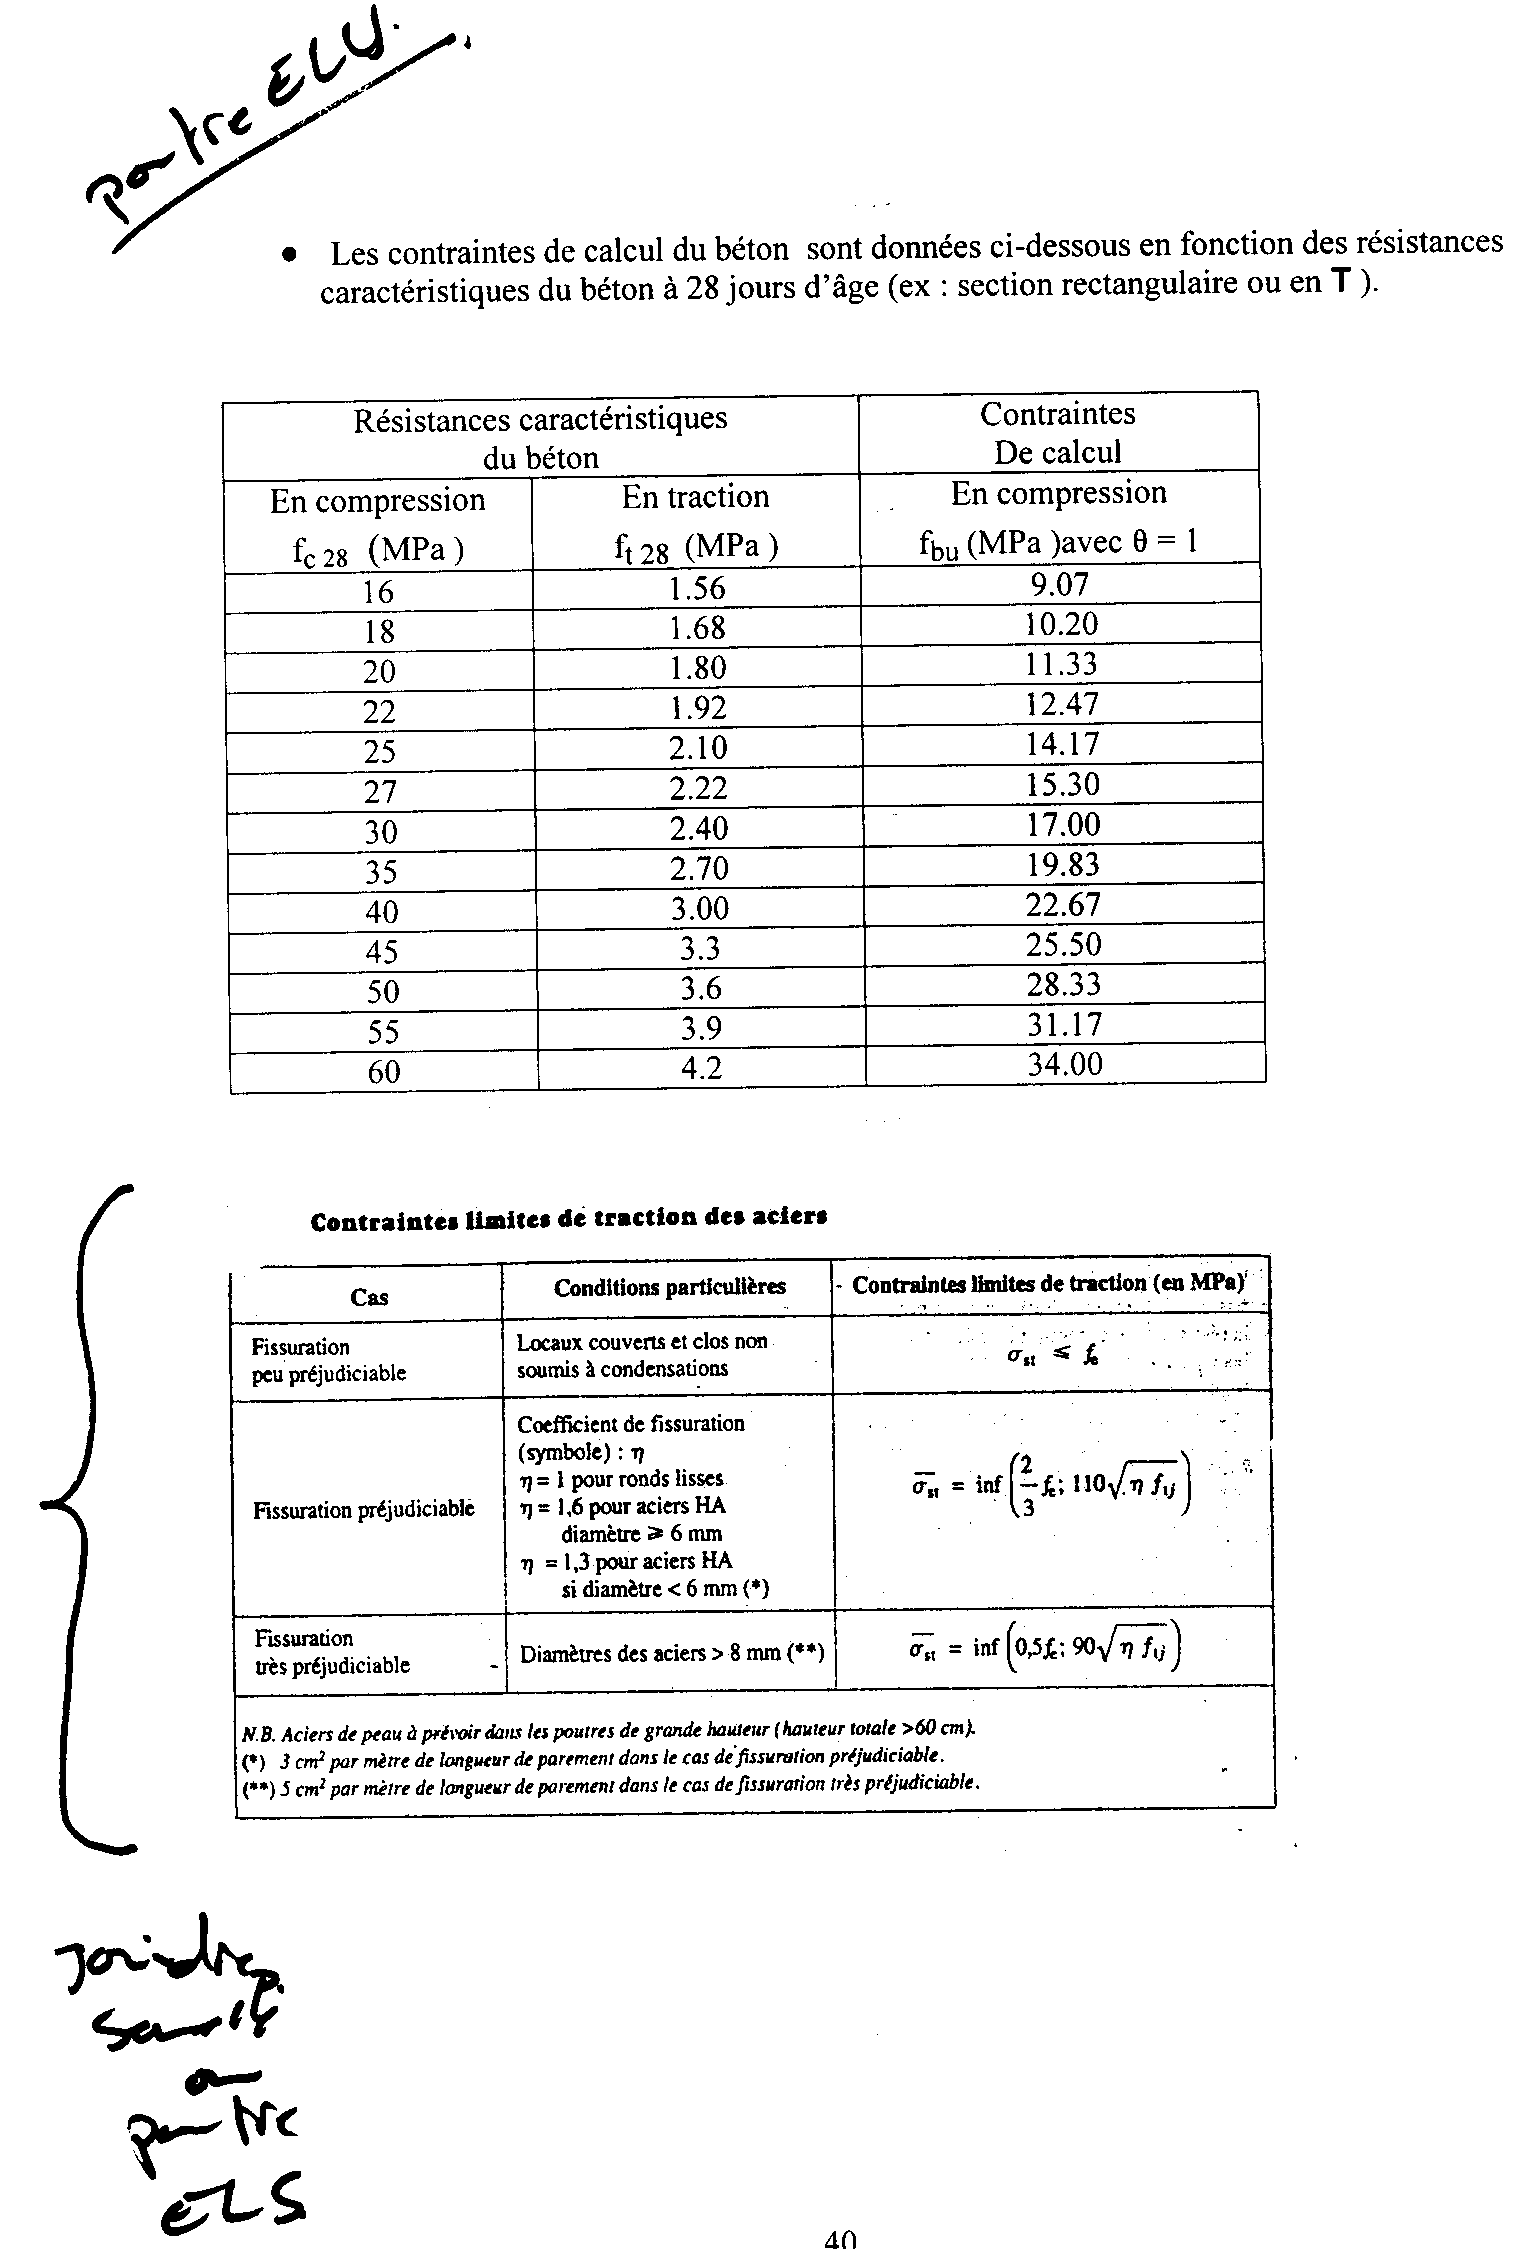 poutre ELU.
• Les contraintes de calcul du béton sont données ci-dessous en fonction des résistances
caractéristiques du béton à 28 jours d'âge (ex : section rectangulaire ou en T ).
Résistances caractéristiques
du béton
Contraintes
De calcul
En compression
fc 28 (MPa )
En traction
ft 28 (MPa )
En compression
fbu (MPa )avec θ = 1
16 1.56 9.07
18 1.68 10.20
20 1.80 11.33
22 1.92 12.47
25 2.10 14.17
27 2.22 15.30
30 2.40 17.00
35 2.70 19.83
40 3.00 22.67
45 3.3 25.50
50 3.6 28.33
55 3.9 31.17
60 4.2 34.00
Contraintes limites de traction des aciers
Cas Conditions particulières Contraintes limites de traction (en MPa)
Fissuration
peu préjudiciable
Locaux couverts et clos non
soumis à condensations
σst ≤ fe
Fissuration préjudiciable
Coefficient de fissuration
(symbole) : η
η = 1 pour ronds lisses
η = 1,6 pour aciers HA
diamètre ⩾ 6 mm
η = 1,3 pour aciers HA
si diamètre < 6 mm (*)
σ̅st = inf (2/3 fe; 110√η ftj)
Fissuration
très préjudiciable
Diamètres des aciers > 8 mm (**)
σ̅st = inf (0,5fe; 90√η ftj)
N.B. Aciers de peau à prévoir dans les poutres de grande hauteur (hauteur totale >60 cm).
(*) 3 cm² par mètre de longueur de parement dans le cas de fissuration préjudiciable.
(**) 5 cm² par mètre de longueur de parement dans le cas de fissuration très préjudiciable.
joindre
ou
poutre
ELS
40